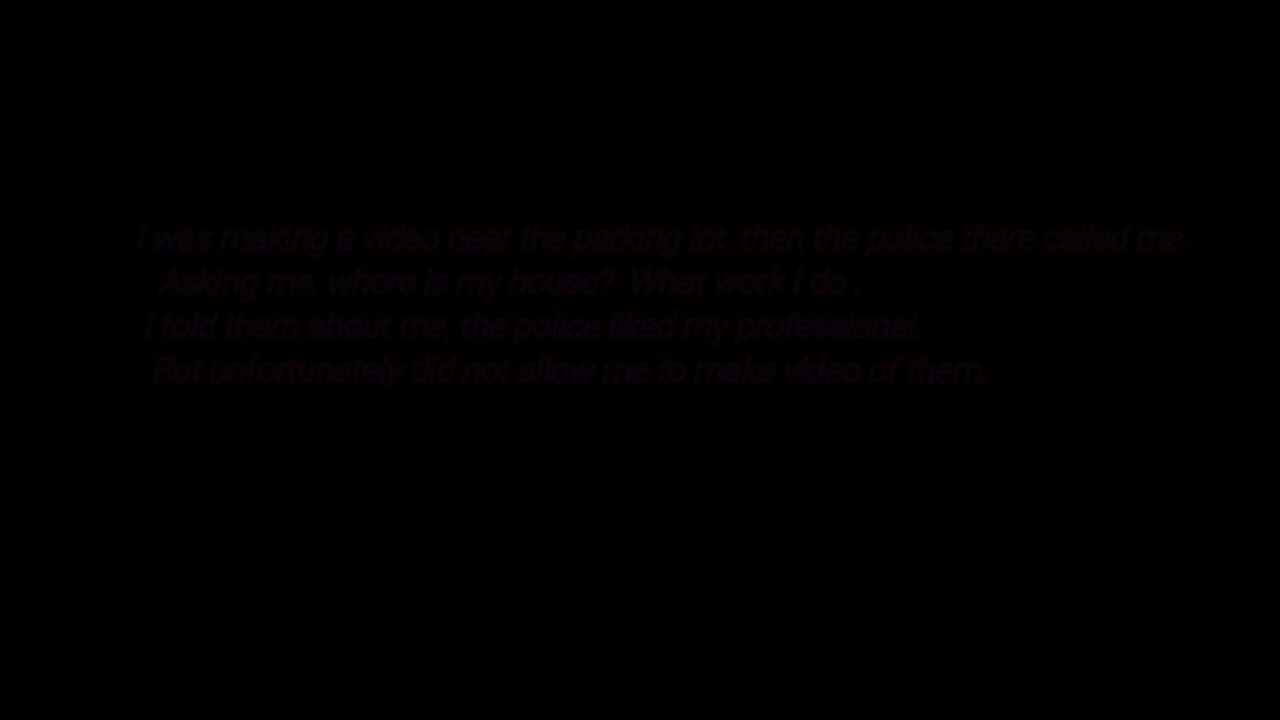 I was making a video near the parking lot, then the police there called me.
Asking me, where is my house? What work I do .
I told them about me, the police liked my professional.
But unfortunately did not allow me to make video of them.